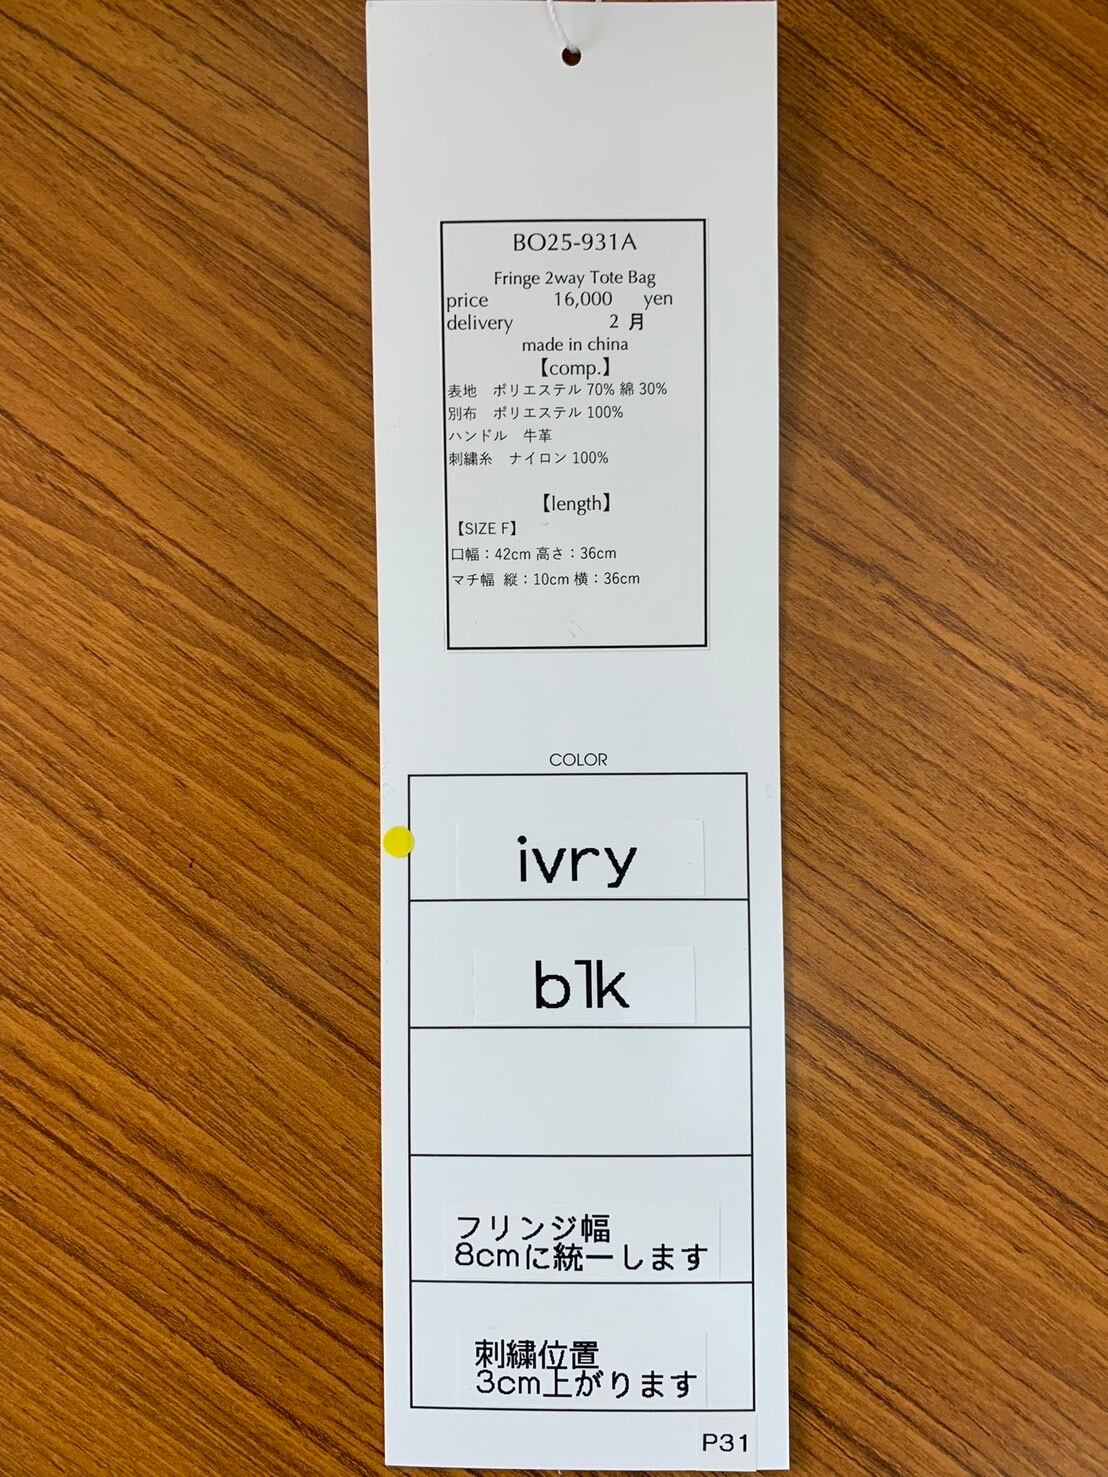 BO25-931A
Fringe 2way Tote Bag
price 16,000 yen
delivery 2 月
made in china
【comp.】
表地 ポリエステル 70% 綿 30%
別布 ポリエステル 100%
ハンドル 牛革
刺繍糸 ナイロン 100%
【length】
【SIZE F】
口幅：42cm 高さ：36cm
マチ幅 縦：10cm 横：36cm
COLOR
ivry
blk
フリンジ幅
8cmに統一します
刺繍位置
3cm上がります
P31